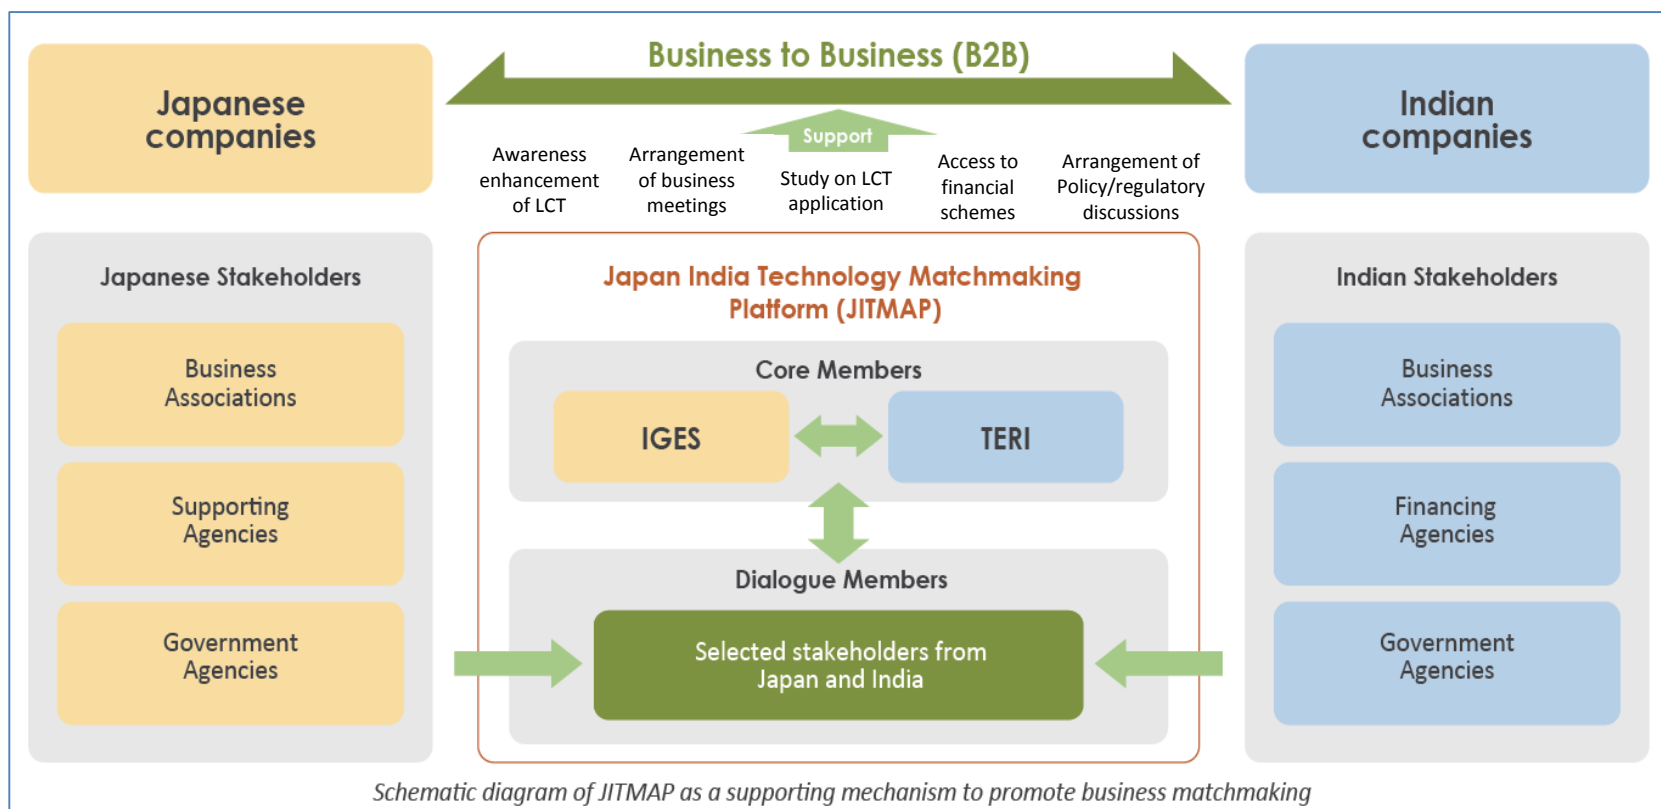 Business to Business (B2B)
Japanese
companies
Indian
companies
Support
Awareness
enhancement
of LCT
Arrangement
of business
meetings
Study on LCT
application
Access to
financial
schemes
Arrangement of
Policy/regulatory
discussions
Japanese Stakeholders
Business
Associations
Supporting
Agencies
Government
Agencies
Japan India Technology Matchmaking
Platform (JITMAP)
Core Members
IGES
TERI
Dialogue Members
Selected stakeholders from
Japan and India
Indian Stakeholders
Business
Associations
Financing
Agencies
Government
Agencies
Schematic diagram of JITMAP as a supporting mechanism to promote business matchmaking